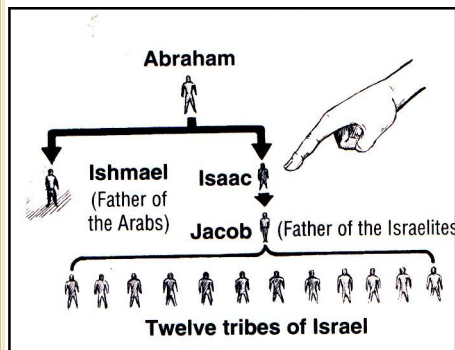 Abraham
Ishmael
(Father of
the Arabs)
Isaac
Jacob (Father of the Israelites
Twelve tribes of Israel